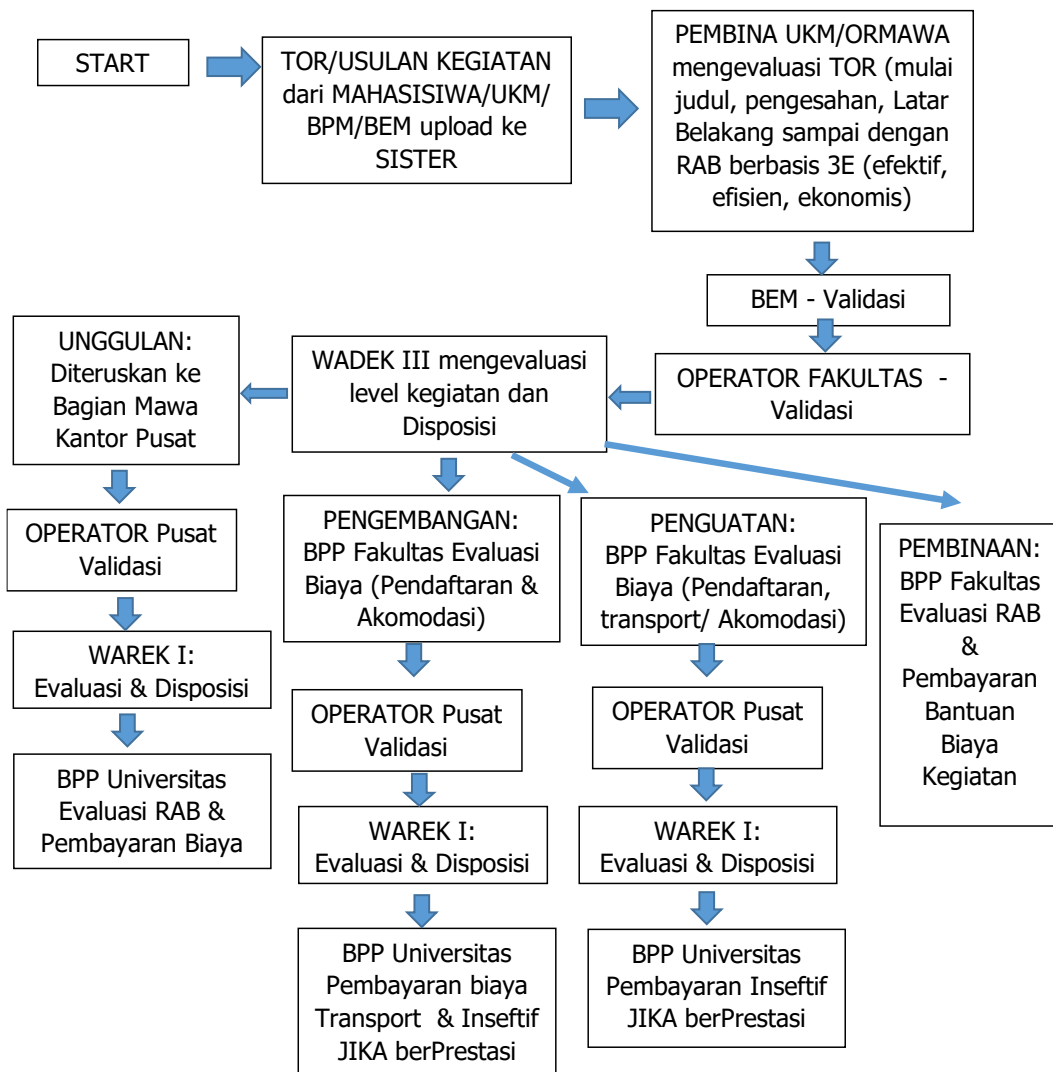 START
TOR/USULAN KEGIATAN
dari MAHASISIWA/UKM/
BPM/BEM upload ke
SISTER
PEMBINA UKM/ORMAWA
mengevaluasi TOR (mulai
judul, pengesahan, Latar
Belakang sampai dengan
RAB berbasis 3E (efektif,
efisien, ekonomis)
BEM - Validasi
OPERATOR FAKULTAS -
Validasi
WADEK III mengevaluasi
level kegiatan dan
Disposisi
UNGGULAN:
Diteruskan ke
Bagian Mawa
Kantor Pusat
OPERATOR Pusat
Validasi
WAREK I:
Evaluasi & Disposisi
BPP Universitas
Evaluasi RAB &
Pembayaran Biaya
PENGEMBANGAN:
BPP Fakultas Evaluasi
Biaya (Pendaftaran &
Akomodasi)
OPERATOR Pusat
Validasi
WAREK I:
Evaluasi & Disposisi
BPP Universitas
Pembayaran biaya
Transport & Inseftif
JIKA berPrestasi
PENGUATAN:
BPP Fakultas Evaluasi
Biaya (Pendaftaran,
transport/ Akomodasi)
OPERATOR Pusat
Validasi
WAREK I:
Evaluasi & Disposisi
BPP Universitas
Pembayaran Inseftif
JIKA berPrestasi
PEMBINAAN:
BPP Fakultas
Evaluasi RAB
&
Pembayaran
Bantuan
Biaya
Kegiatan